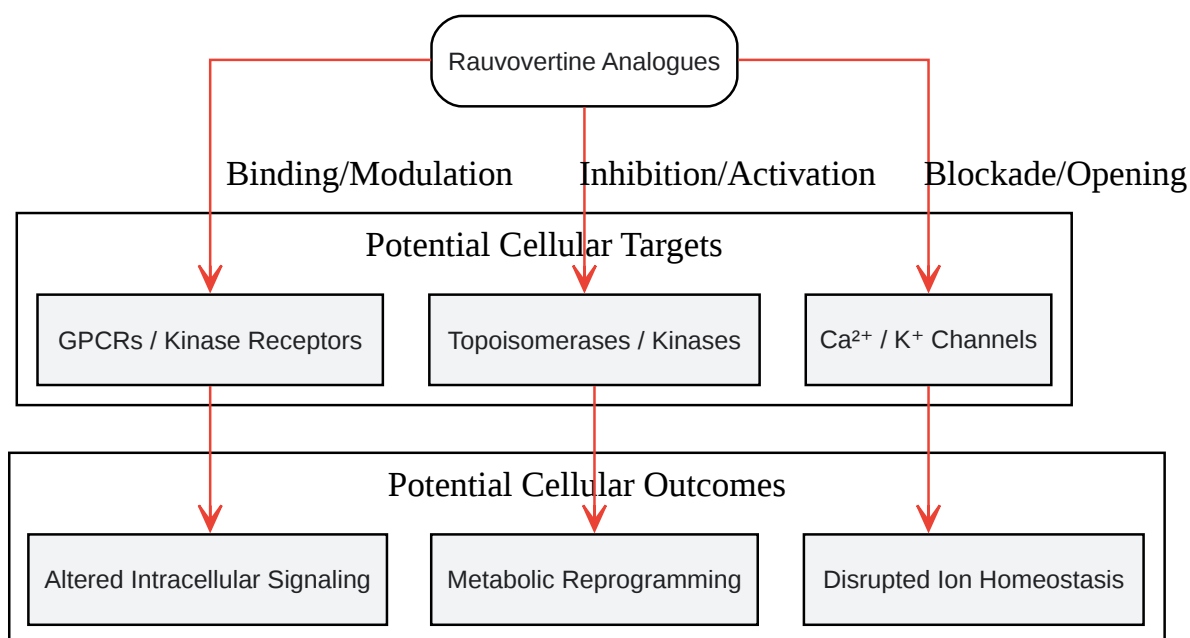 Rauvovertine Analogues
Binding/Modulation
Inhibition/Activation
Blockade/Opening
Potential Cellular Targets
GPCRs / Kinase Receptors
Topoisomerases / Kinases
Ca²⁺ / K⁺ Channels
Potential Cellular Outcomes
Altered Intracellular Signaling
Metabolic Reprogramming
Disrupted Ion Homeostasis